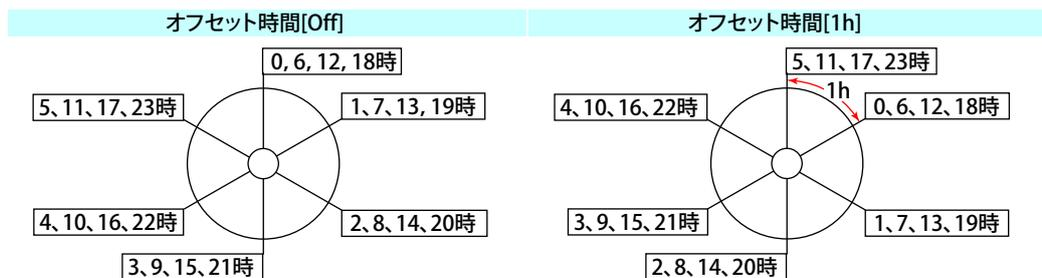 オフセット時間[Off]
0, 6, 12, 18時
1、7、13、19時
2、8、14、20時
3、9、15、21時
4、10、16、22時
5、11、17、23時
オフセット時間[1h]
5、11、17、23時
1h
0、6、12、18時
1、7、13、19時
2、8、14、20時
3、9、15、21時
4、10、16、22時